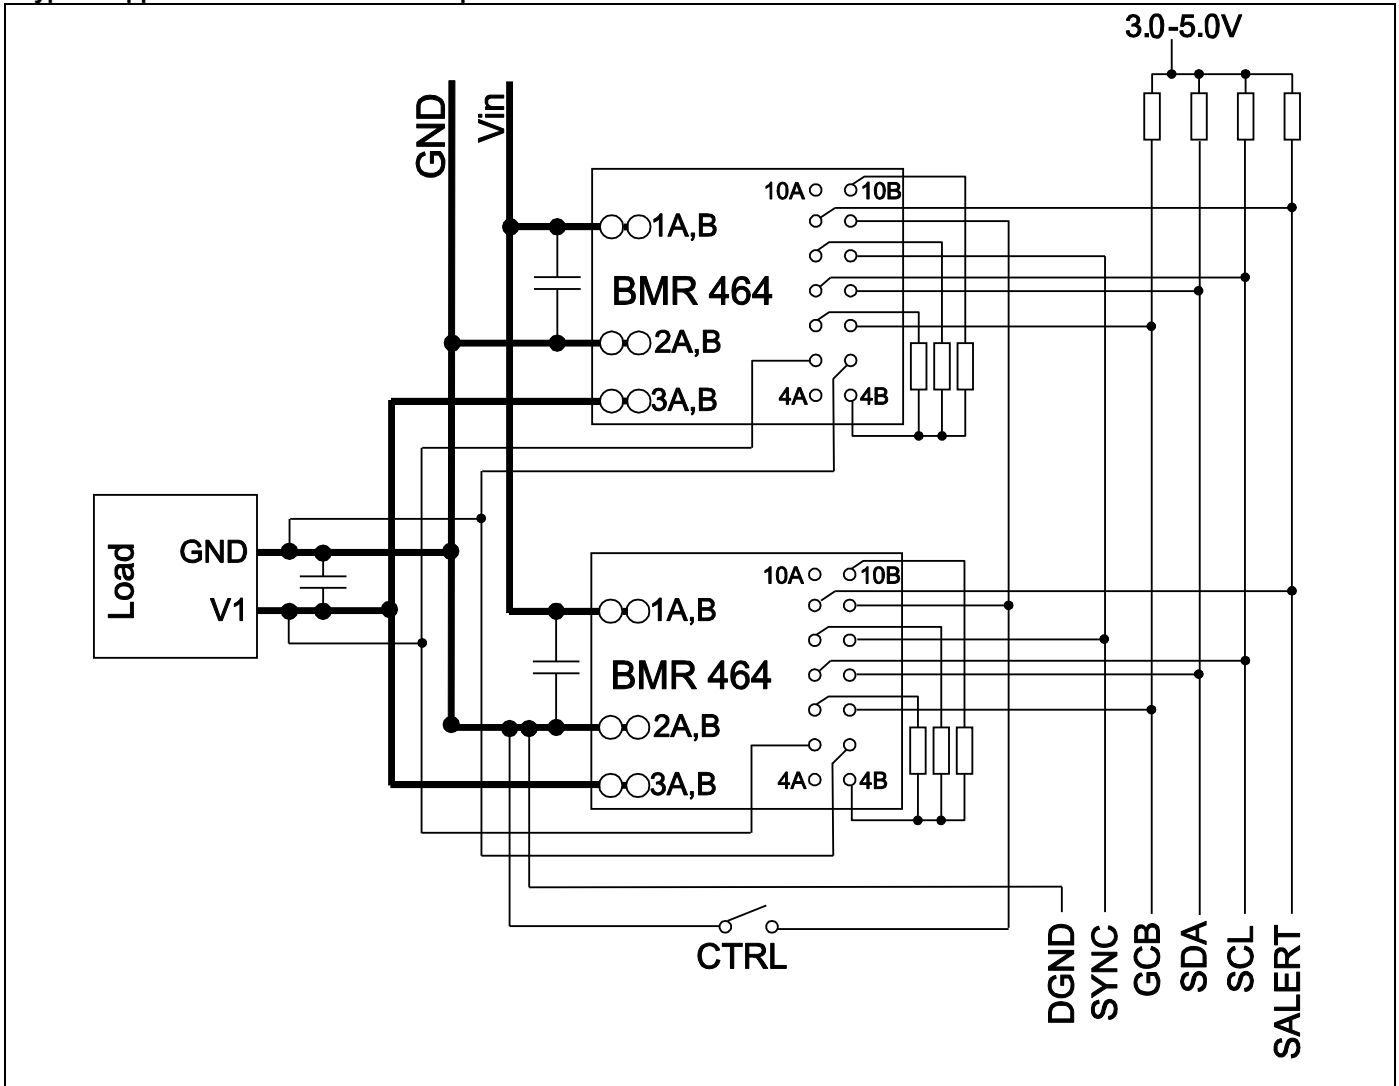 3.0-5.0V
GND
Vin
10A
10B
1A,B
BMR 464
2A,B
3A,B
4A
4B
Load
GND
V1
10A
10B
1A,B
BMR 464
2A,B
3A,B
4A
4B
CTRL
DGND
SYNC
GCB
SDA
SCL
SALERT